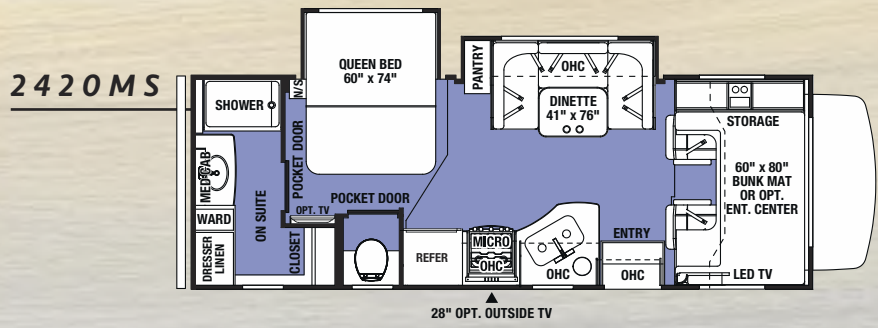 2420MS
SHOWER
N/S
QUEEN BED
60" x 74"
PANTRY
OHC
DINETTE
41" x 76"
STORAGE
60" x 80"
BUNK MAT
OR OPT.
ENT. CENTER
LED TV
MED CAB
WARD
DRESSER
LINEN
ON SUITE
CLOSET
POCKET DOOR
OPT. TV
POCKET DOOR
REFER
MICRO
OHC
OHC
ENTRY
OHC
28" OPT. OUTSIDE TV